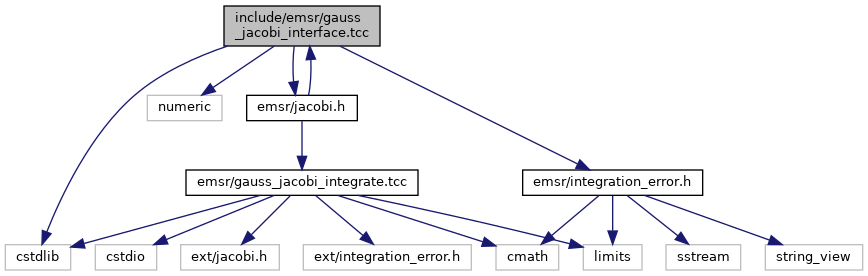 include/emsr/gauss
_jacobi_interface.tcc
numeric
emsr/jacobi.h
emsr/gauss_jacobi_integrate.tcc
emsr/integration_error.h
cstdlib
cstdio
ext/jacobi.h
ext/integration_error.h
cmath
limits
sstream
string_view